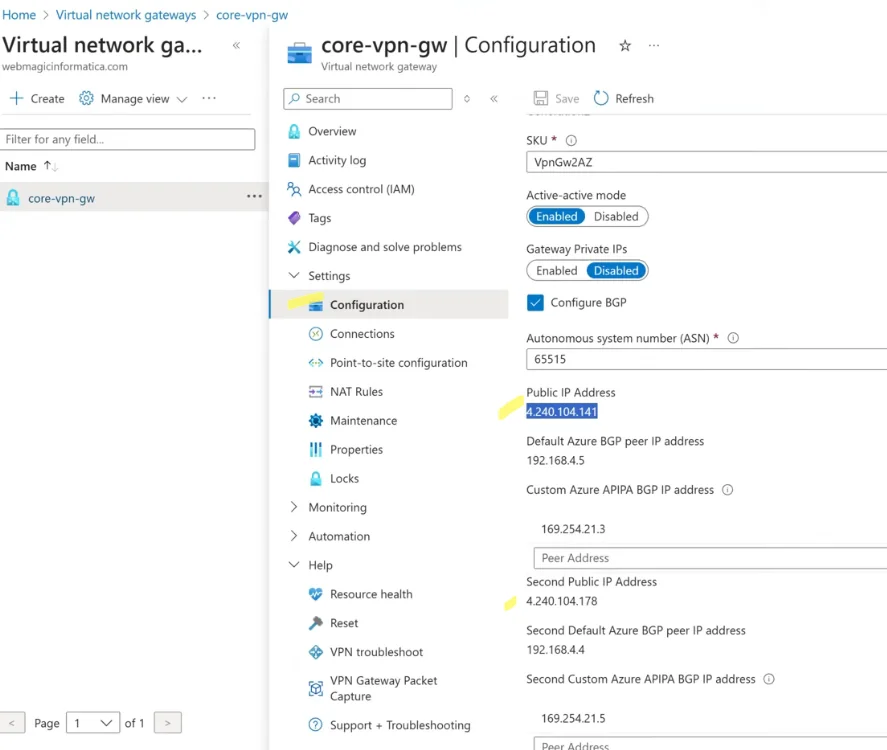 Home > Virtual network gateways > core-vpn-gw
Virtual network ga... «
webmagicinformatica.com
+ Create Manage view ...
Filter for any field...
Name ↑↓
core-vpn-gw ...
< Page 1 of 1 >
core-vpn-gw | Configuration ☆ ...
Virtual network gateway
Search «
Overview
Activity log
Access control (IAM)
Tags
Diagnose and solve problems
Settings
Configuration
Connections
Point-to-site configuration
NAT Rules
Maintenance
Properties
Locks
Monitoring
Automation
Help
Resource health
Reset
VPN troubleshoot
VPN Gateway Packet
Capture
Support + Troubleshooting
Save Refresh
SKU *
VpnGw2AZ
Active-active mode
Enabled Disabled
Gateway Private IPs
Enabled Disabled
Configure BGP
Autonomous system number (ASN) *
65515
Public IP Address
4.240.104.141
Default Azure BGP peer IP address
192.168.4.5
Custom Azure APIPA BGP IP address
169.254.21.3
Peer Address
Second Public IP Address
4.240.104.178
Second Default Azure BGP peer IP address
192.168.4.4
Second Custom Azure APIPA BGP IP address
169.254.21.5
Peer Address